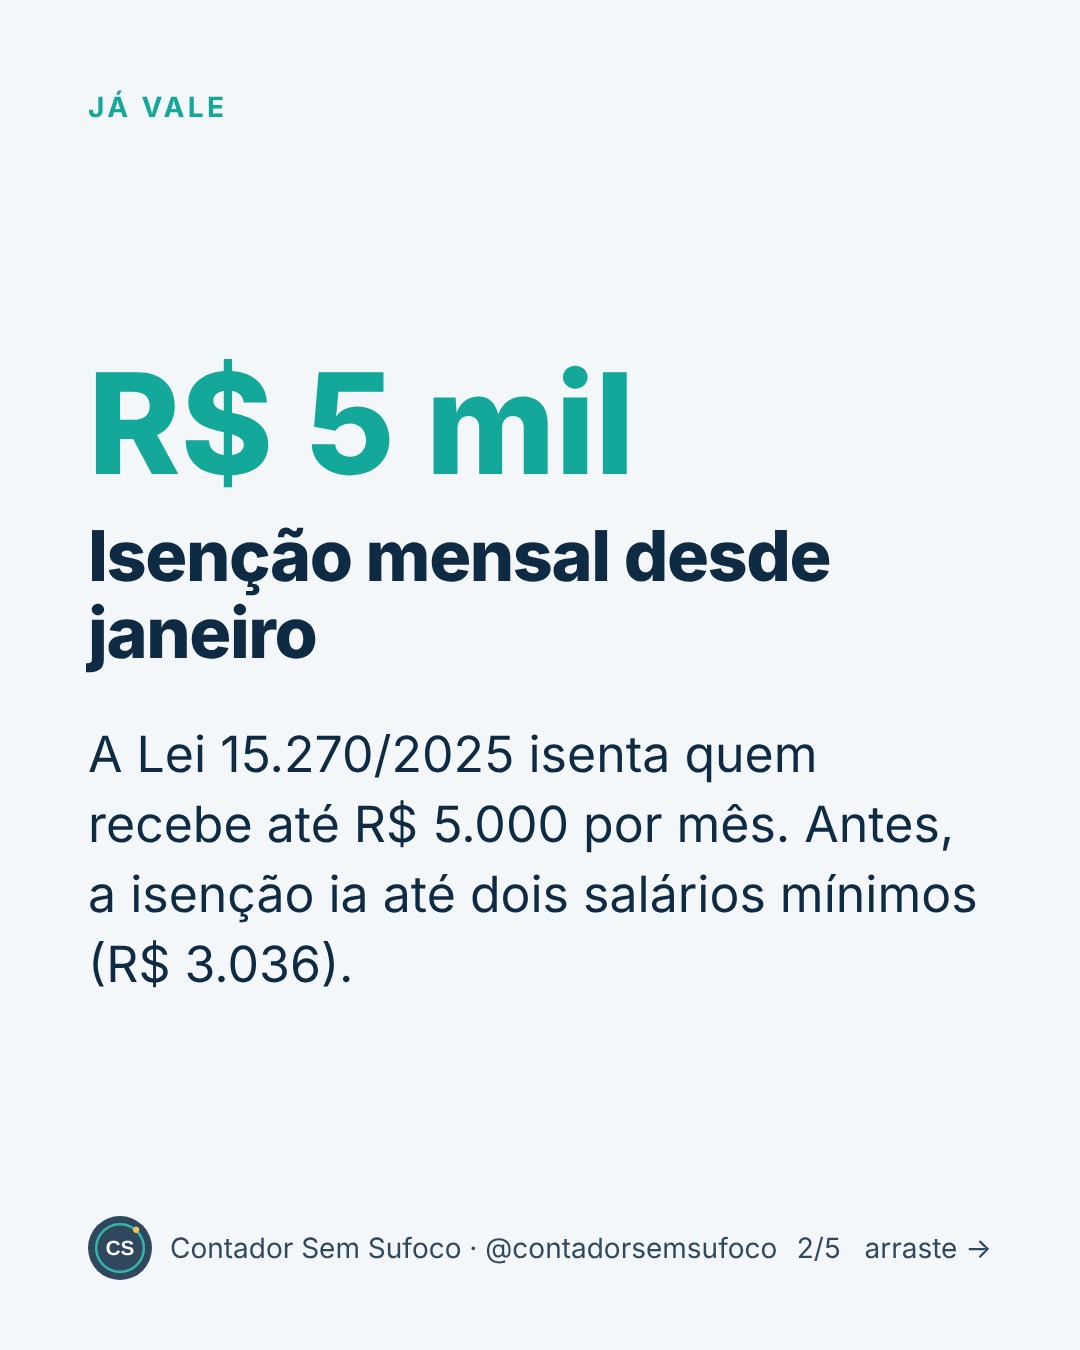 JÁ VALE
R$ 5 mil
Isenção mensal desde
janeiro
A Lei 15.270/2025 isenta quem
recebe até R$ 5.000 por mês. Antes,
a isenção ia até dois salários mínimos
(R$ 3.036).
CS Contador Sem Sufoco · @contadorsemsufoco 2/5 arraste →